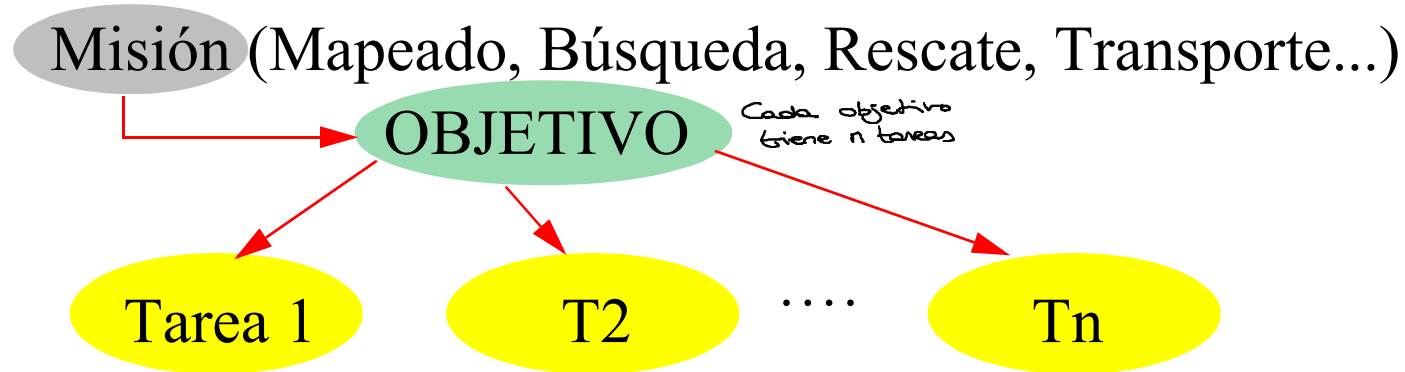 Misión (Mapeado, Búsqueda, Rescate, Transporte...)
OBJETIVO
Cada objetivo
tiene n tareas
Tarea 1
T2
....
Tn